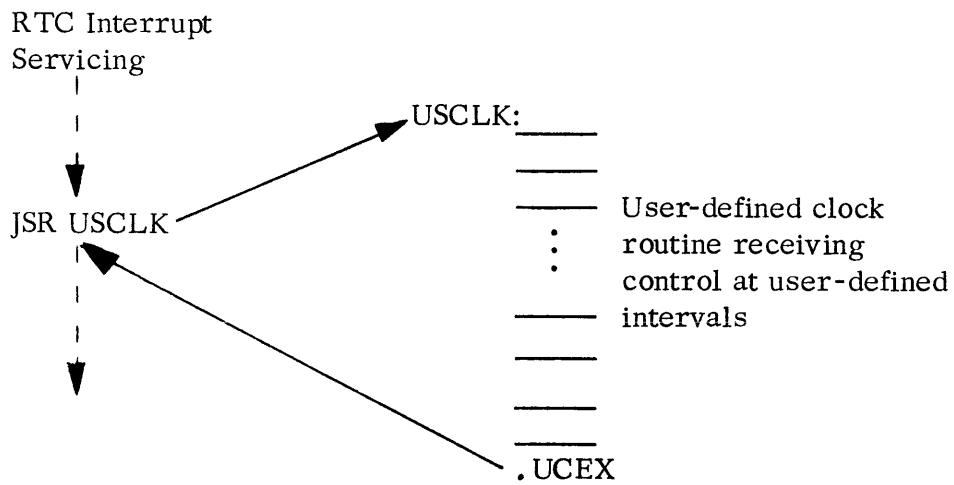 RTC Interrupt
Servicing
USCLK:
JSR USCLK
User-defined clock
routine receiving
control at user-defined
intervals
.UCEX